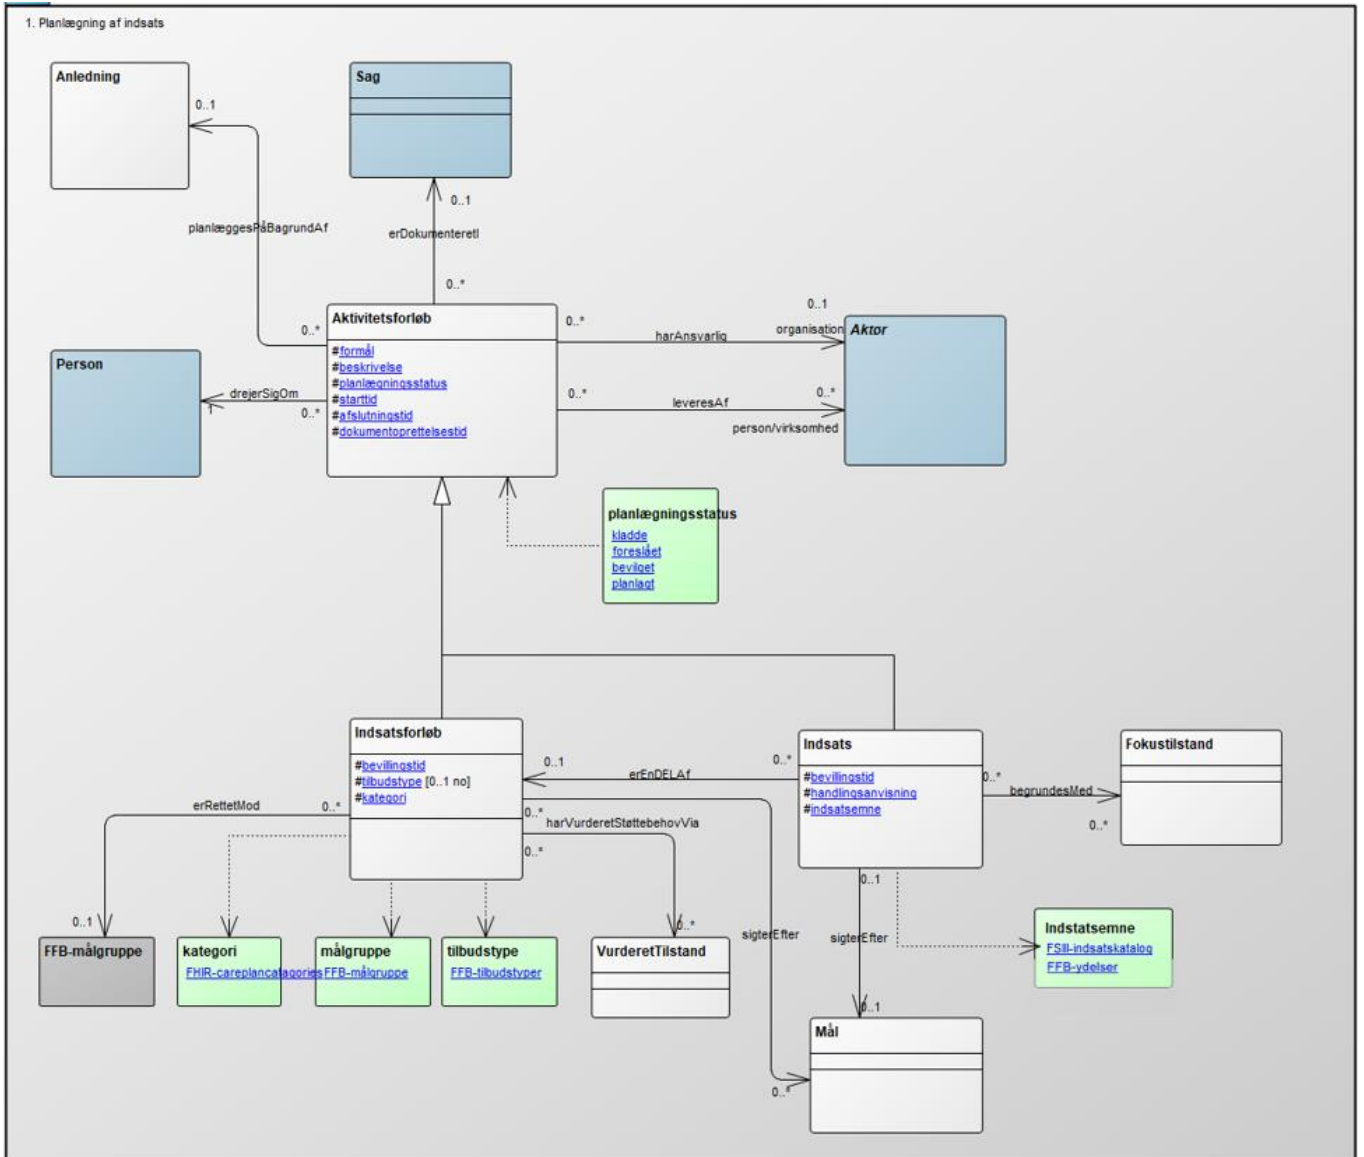 1. Planlægning af indsats
Anledning
Sag
0..1
0..1
planlæggesPåBagrundAf
erDokumenteretI
0..*
Aktivitetsforløb
#formål
#beskrivelse
#planlægningsstatus
#starttid
#afslutningstid
#dokumentoprettelsestid
0..*
0..*
harAnsvarlig
0..1
organisation
Aktør
Person
drejerSigOm
1
0..*
0..*
leveresAf
0..*
person/virksomhed
planlægningsstatus
kladde
foreslået
bevilget
planlagt
Indsatsforløb
#bevillingstid
#tilbudstype [0..1 no]
#kategori
0..1
erEnDELAf
0..*
Indsats
#bevillingstid
#handlingsanvisning
#indsatsemne
0..*
begrundesMed
0..*
Fokustilstand
erRettetMod
0..*
0..*
harVurderetStøttebehovVia
0..*
0..1
0..*
FFB-målgruppe
kategori
FHIR-careplancatagories
målgruppe
FFB-målgruppe
tilbudstype
FFB-tilbudstyper
VurderetTilstand
sigterEfter
0..1
sigterEfter
Indstatsemne
FSIII-indsatskatalog
FFB-ydelser
0..1
Mål
0..*